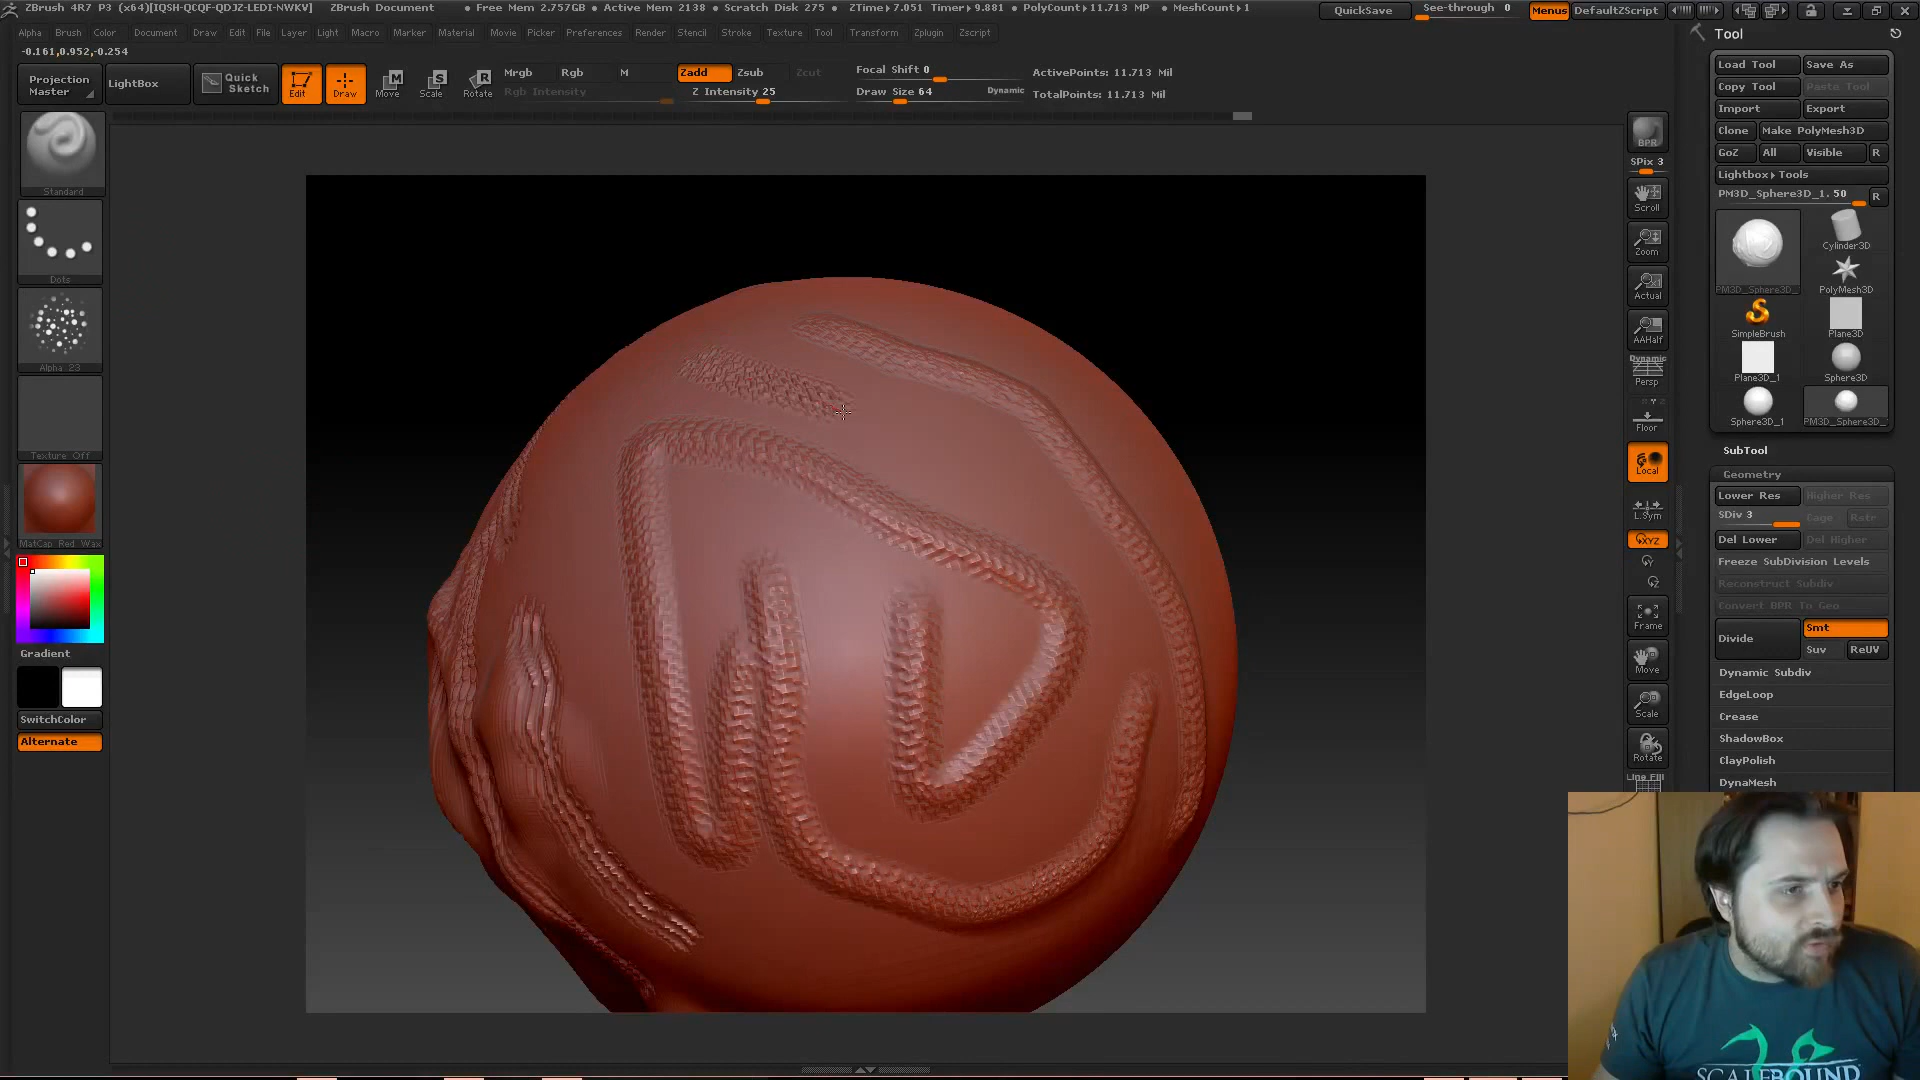 ZBrush 4R7 P3 (x64)[IQSH-QCQF-QDJZ-LEDI-NWKV] ZBrush Document • Free Mem 2.757GB • Active Mem 2138 • Scratch Disk 275 • ZTime▸7.051 Timer▸9.881 • PolyCount▸11.713 MP • MeshCount▸1 QuickSave See-through 0 Menus DefaultZScript
Alpha Brush Color Document Draw Edit File Layer Light Macro Marker Material Movie Picker Preferences Render Stencil Stroke Texture Tool Transform Zplugin Zscript
-0.161,0.952,-0.254
Projection Master
LightBox
Quick Sketch
Edit
Draw
Move
Scale
Rotate
Mrgb Rgb M
Rgb Intensity
Zadd Zsub Zcut
Z Intensity 25
Focal Shift 0
Draw Size 64 Dynamic
ActivePoints: 11.713 Mil
TotalPoints: 11.713 Mil
Standard
Dots
Alpha 23
Texture Off
MatCap Red Wax
Gradient
SwitchColor
Alternate
BPR
SPix 3
Scroll
Zoom
Actual
AAHalf
Dynamic
Persp
Floor
Local
L.Sym
XYZ
Frame
Move
Scale
Rotate
Line Fill
Tool
Load Tool Save As
Copy Tool Paste Tool
Import Export
Clone Make PolyMesh3D
GoZ All Visible R
Lightbox▸Tools
PM3D_Sphere3D_1. 50 R
PM3D_Sphere3D_
Cylinder3D
PolyMesh3D
SimpleBrush
Plane3D
Plane3D_1
Sphere3D
Sphere3D_1
PM3D_Sphere3D_
SubTool
Geometry
Lower Res Higher Res
SDiv 3 Cage Rstr
Del Lower Del Higher
Freeze SubDivision Levels
Reconstruct Subdiv
Convert BPR To Geo
Divide Smt
Suv ReUV
Dynamic Subdiv
EdgeLoop
Crease
ShadowBox
ClayPolish
DynaMesh
SCALEBOUND